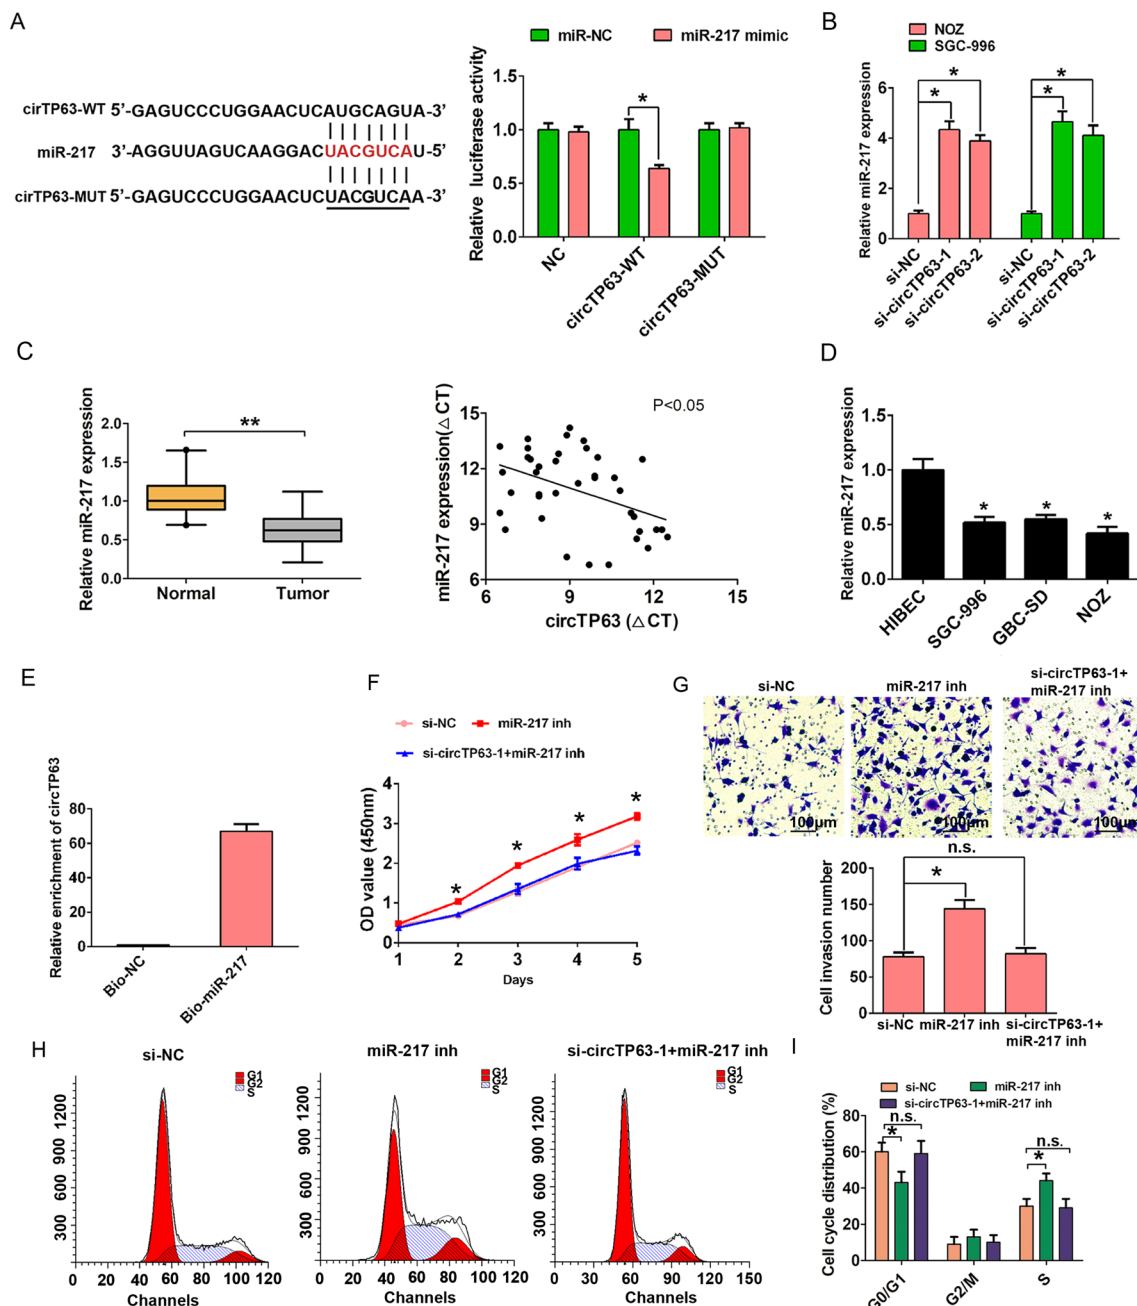 A
miR-NC
miR-217 mimic
cirTP63-WT 5’-GAGUCCCUGGAACUCAUGCAGUA-3’
miR-217 3’-AGGUUAGUCAAGGACUACGUCAU-5’
cirTP63-MUT 5’-GAGUCCCUGGAACUCUACGUCAA-3’
Relative luciferase activity
1.5
1.0
0.5
0.0
*
NC
circTP63-WT
circTP63-MUT
B
NOZ
SGC-996
Relative miR-217 expression
6
4
2
0
*
*
*
*
si-NC
si-circTP63-1
si-circTP63-2
si-NC
si-circTP63-1
si-circTP63-2
C
Relative miR-217 expression
2.0
1.5
1.0
0.5
0.0
**
Normal
Tumor
miR-217 expression(△CT)
15
12
9
6
P<0.05
6
9
12
15
circTP63 (△CT)
D
Relative miR-217 expression
1.5
1.0
0.5
0.0
*
*
*
HIBEC
SGC-996
GBC-SD
NOZ
E
Relative enrichment of circTP63
80
60
40
20
0
Bio-NC
Bio-miR-217
F
si-NC
miR-217 inh
si-circTP63-1+miR-217 inh
OD value (450nm)
4
3
2
1
0
*
*
*
*
1
2
3
4
5
Days
G
si-NC
miR-217 inh
si-circTP63-1+
miR-217 inh
100μm
100μm
100μm
Cell invasion number
200
150
100
50
0
n.s.
*
si-NC
miR-217 inh
si-circTP63-1+
miR-217 inh
H
si-NC
G1
G2
S
1200
900
600
300
0 20 40 60 80 100 120
Channels
miR-217 inh
G1
G2
S
1200
900
600
300
0 20 40 60 80 100 120
Channels
si-circTP63-1+miR-217 inh
G1
G2
S
1200
900
600
300
0 30 60 90 120 150
Channels
I
si-NC
miR-217 inh
si-circTP63-1+miR-217 inh
Cell cycle distribution (%)
80
60
40
20
0
n.s.
*
n.s.
*
G0/G1
G2/M
S